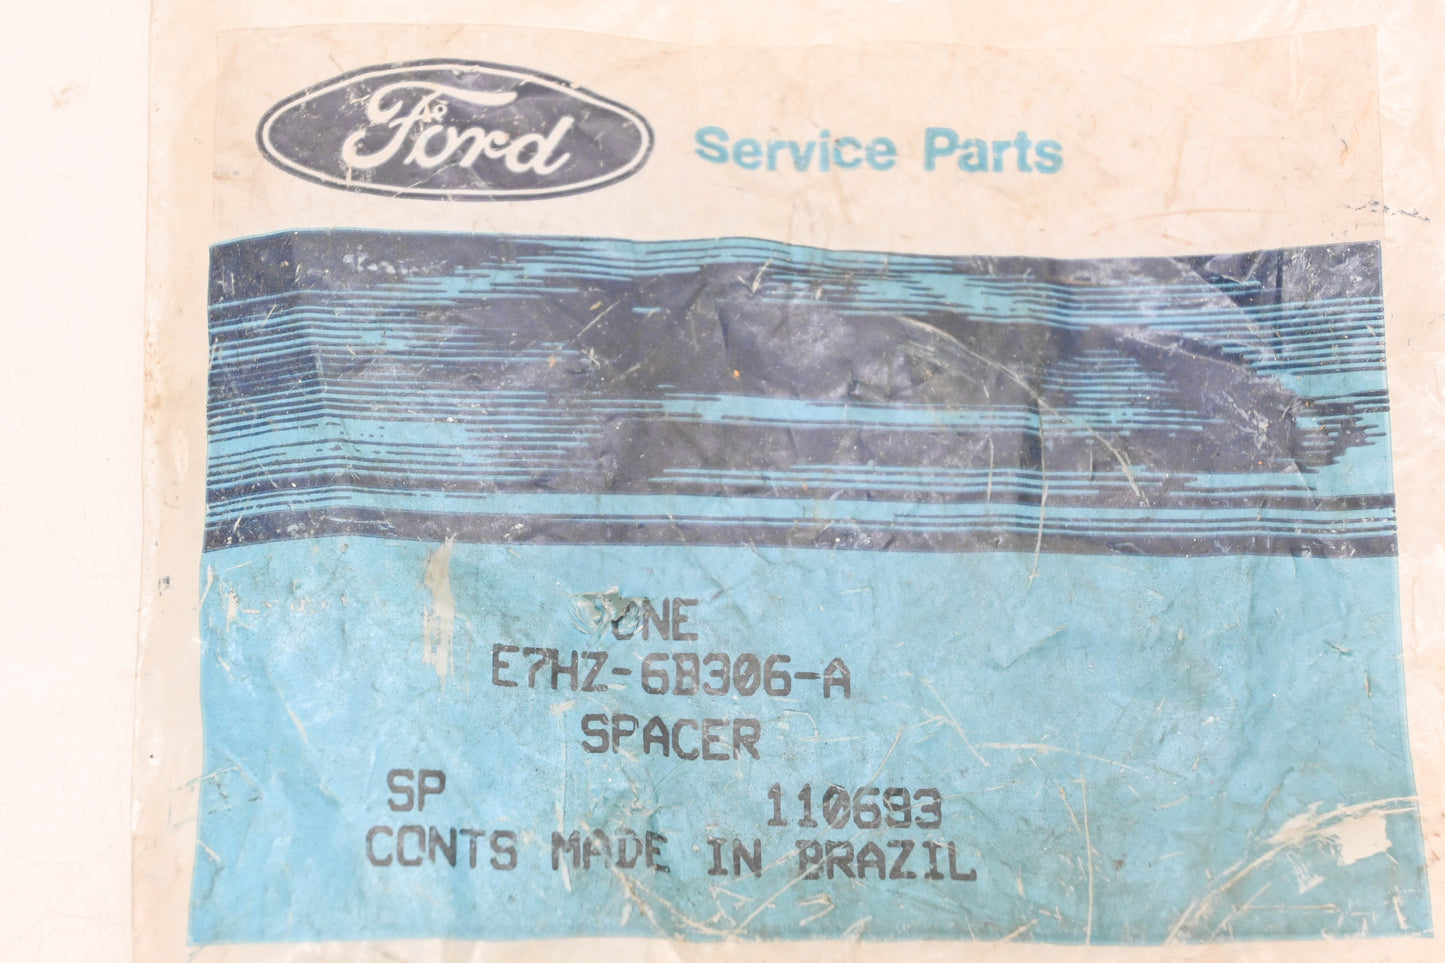 Ford Service Parts
ONE
E7HZ-6B306-A
SPACER
SP 110693
CONTS MADE IN BRAZIL